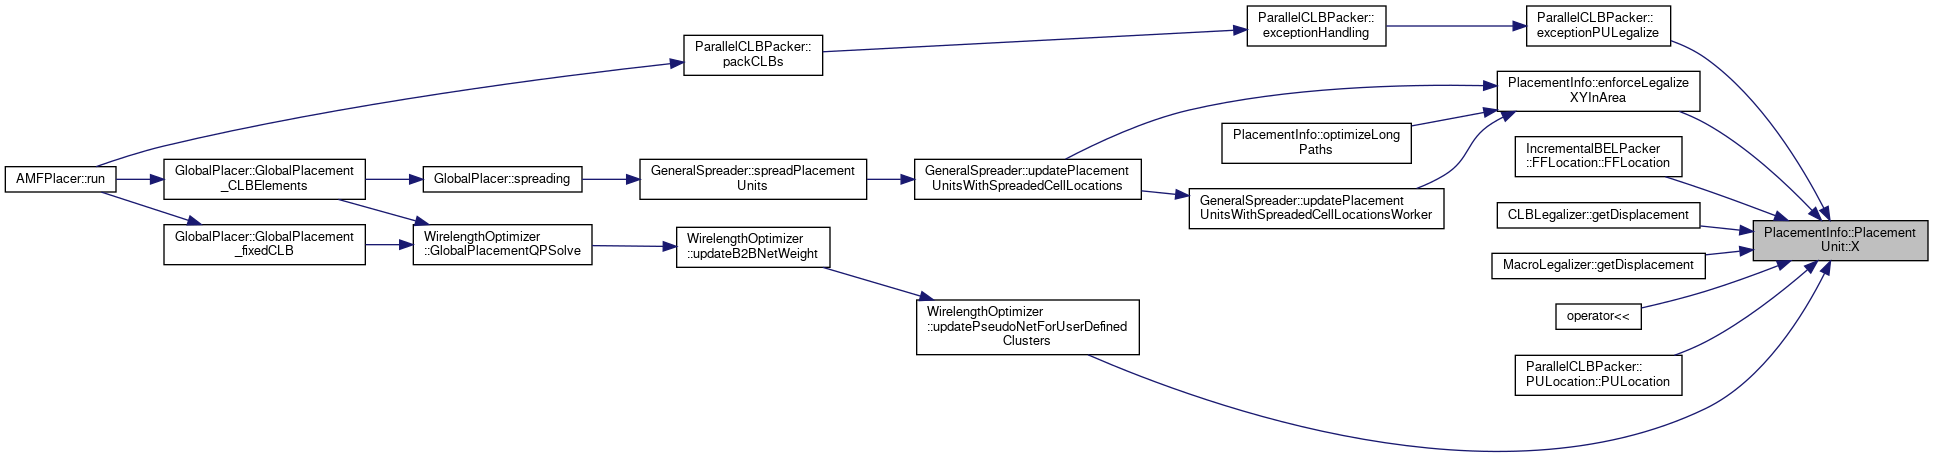 ParallelCLBPacker::
exceptionHandling
ParallelCLBPacker::
exceptionPULegalize
ParallelCLBPacker::
packCLBs
PlacementInfo::enforceLegalize
XYInArea
PlacementInfo::optimizeLong
Paths
IncrementalBELPacker
::FFLocation::FFLocation
AMFPlacer::run
GlobalPlacer::GlobalPlacement
_CLBElements
GlobalPlacer::spreading
GeneralSpreader::spreadPlacement
Units
GeneralSpreader::updatePlacement
UnitsWithSpreadedCellLocations
GeneralSpreader::updatePlacement
UnitsWithSpreadedCellLocationsWorker
CLBLegalizer::getDisplacement
PlacementInfo::Placement
Unit::X
GlobalPlacer::GlobalPlacement
_fixedCLB
WirelengthOptimizer
::GlobalPlacementQPSolve
WirelengthOptimizer
::updateB2BNetWeight
MacroLegalizer::getDisplacement
WirelengthOptimizer
::updatePseudoNetForUserDefined
Clusters
operator<<
ParallelCLBPacker::
PULocation::PULocation